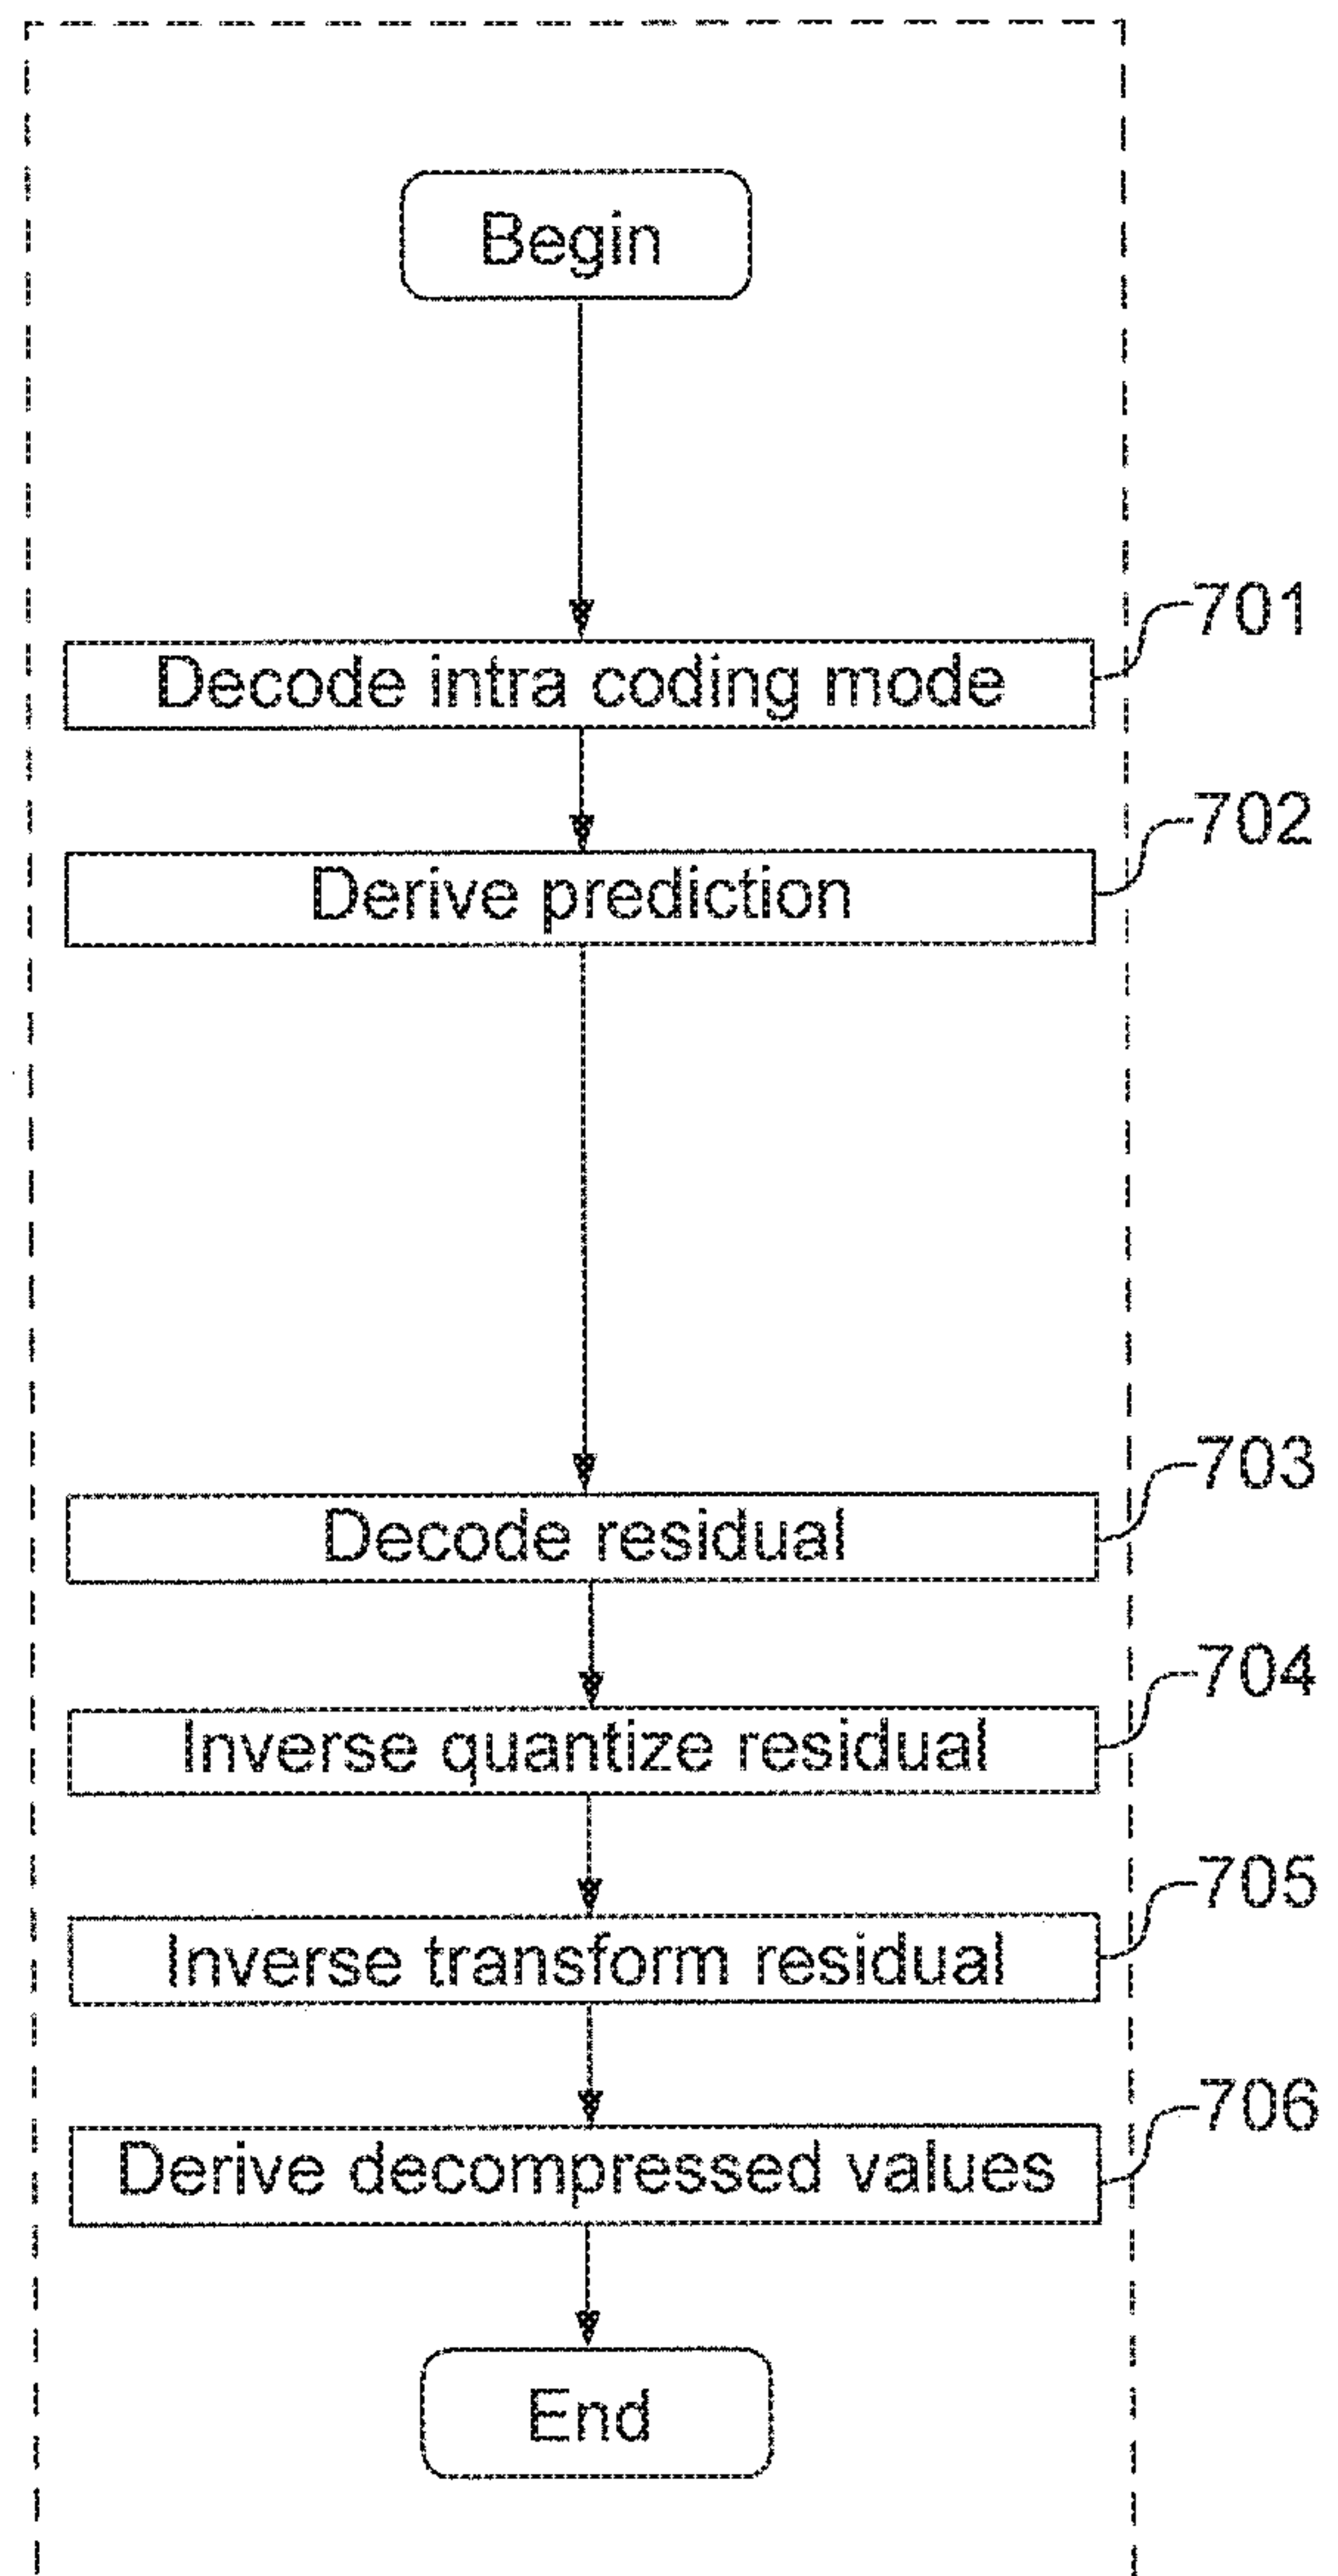 Begin
701
Decode intra coding mode
702
Derive prediction
703
Decode residual
704
Inverse quantize residual
705
Inverse transform residual
706
Derive decompressed values
End